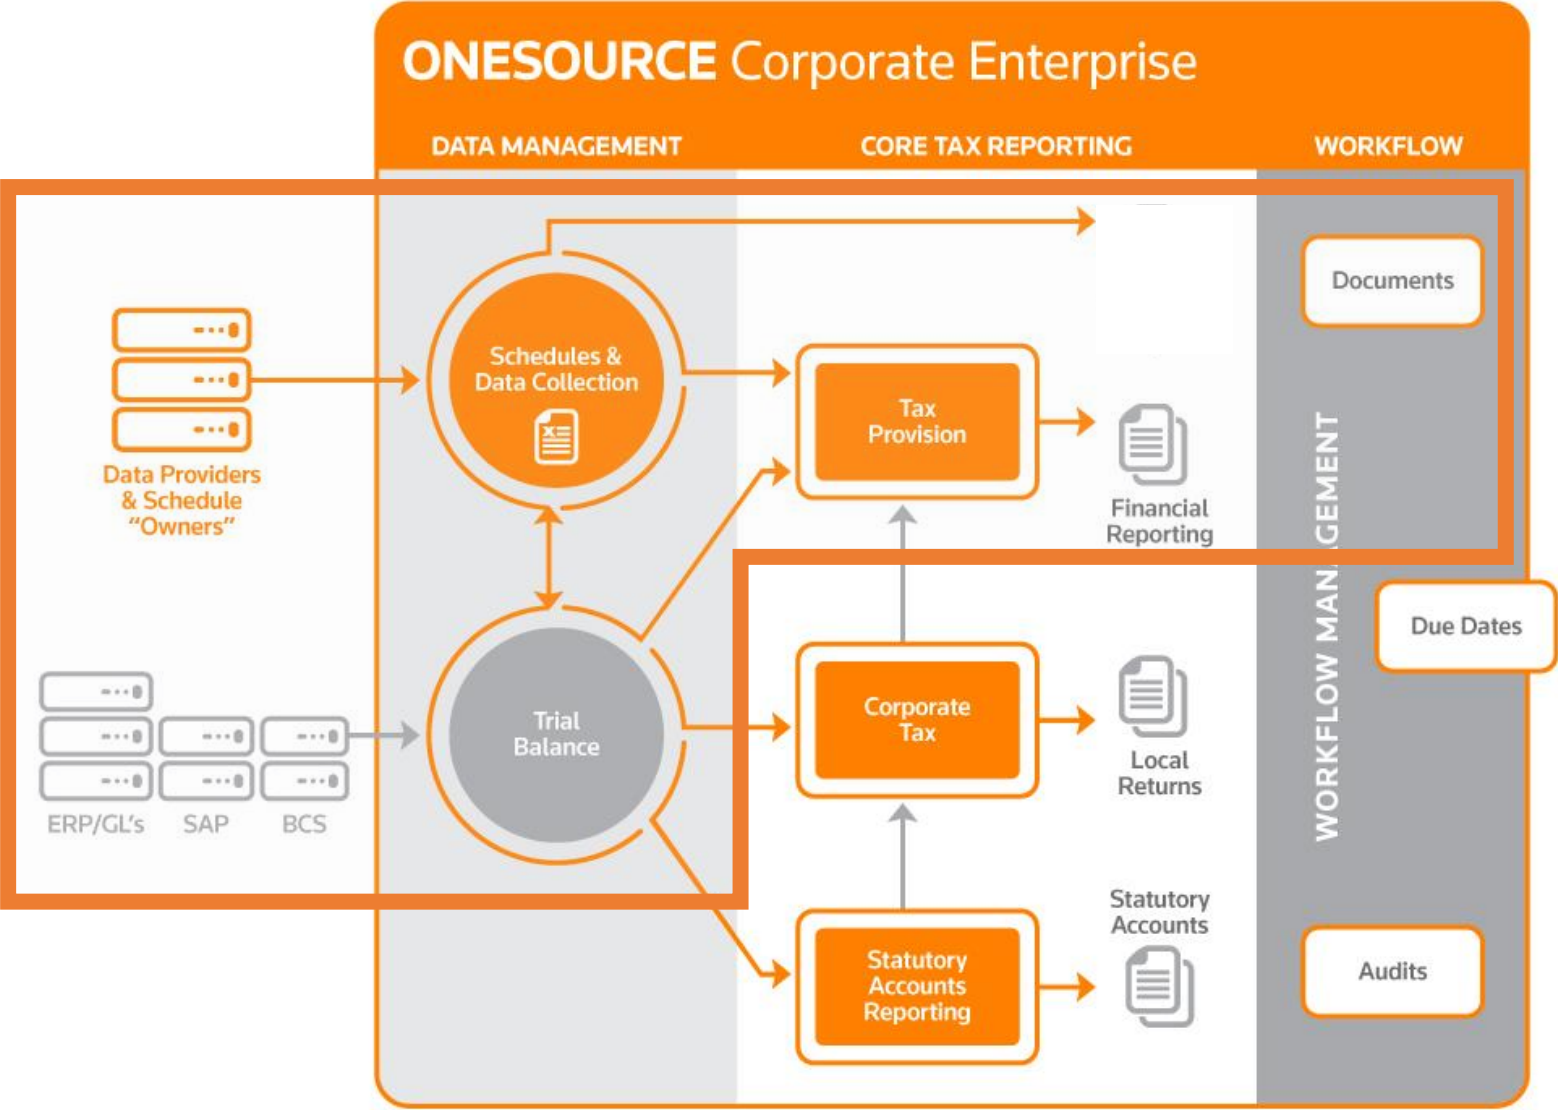 ONESOURCE Corporate Enterprise
DATA MANAGEMENT
CORE TAX REPORTING
WORKFLOW
Documents
Schedules &
Data Collection
Tax
Provision
Data Providers
& Schedule
“Owners”
Financial
Reporting
WORKFLOW MANAGEMENT
Due Dates
Trial
Balance
Corporate
Tax
Local
Returns
ERP/GL’s
SAP
BCS
Statutory
Accounts
Statutory
Accounts
Reporting
Audits